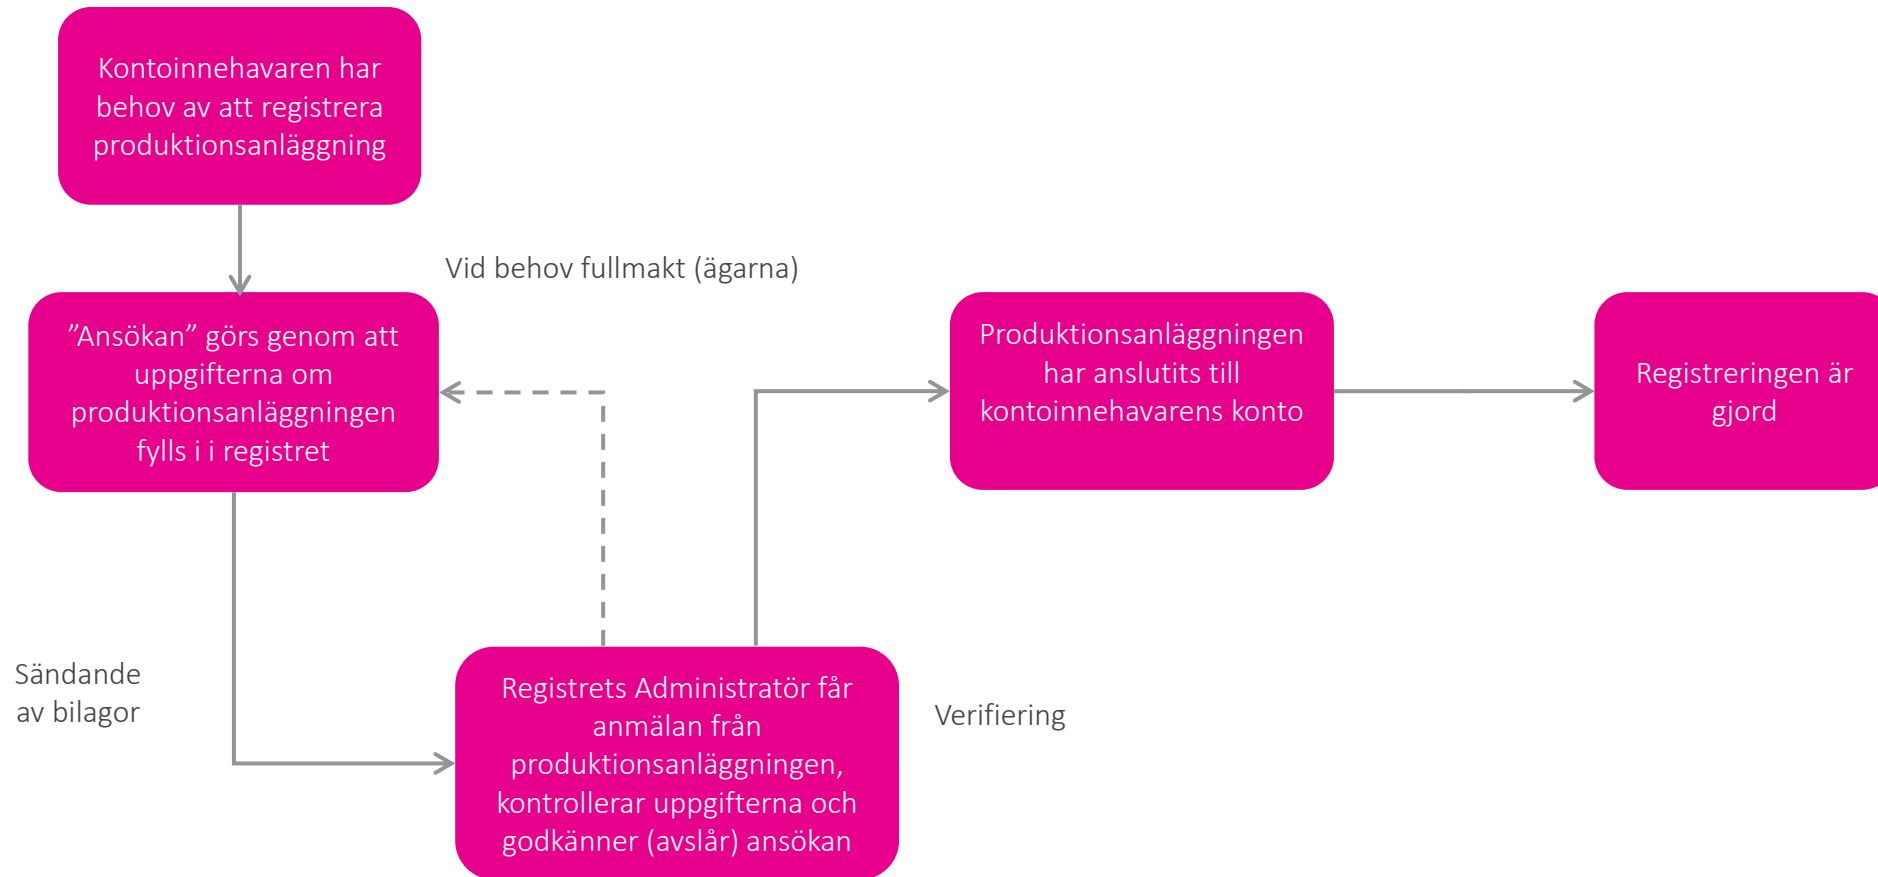 Kontoinnehavaren har
behov av att registrera
produktionsanläggning
Vid behov fullmakt (ägarna)
”Ansökan” görs genom att
uppgifterna om
produktionsanläggningen
fylls i i registret
Produktionsanläggningen
har anslutits till
kontoinnehavarens konto
Registreringen är
gjord
Sändande
av bilagor
Registrets Administratör får
anmälan från
produktionsanläggningen,
kontrollerar uppgifterna och
godkänner (avslår) ansökan
Verifiering